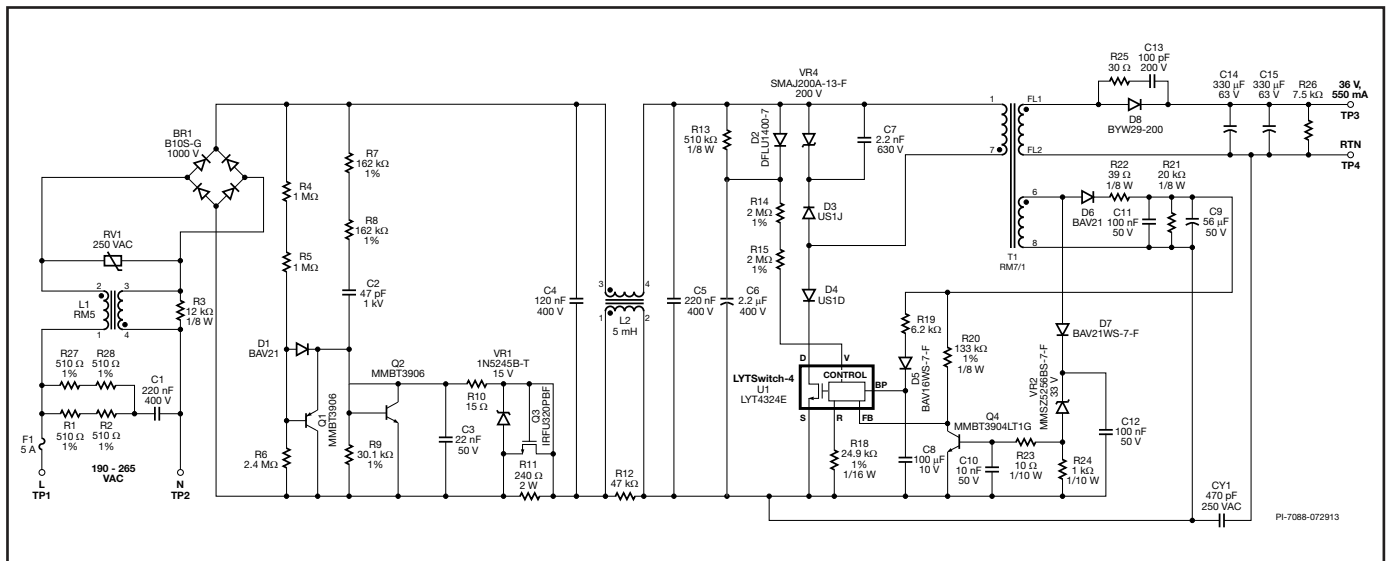 BR1
B10S-G
1000 V
RV1
250 VAC
2
3
L1
RM5
1
4
R3
12 kΩ
1/8 W
R27
510 Ω
1%
R28
510 Ω
1%
C1
220 nF
400 V
R1
510 Ω
1%
R2
510 Ω
1%
F1
5 A
190 - 265
VAC
L
TP1
N
TP2
R4
1 MΩ
R5
1 MΩ
R6
2.4 MΩ
R7
162 kΩ
1%
R8
162 kΩ
1%
C2
47 pF
1 kV
D1
BAV21
Q1
MMBT3906
Q2
MMBT3906
R9
30.1 kΩ
1%
C3
22 nF
50 V
R10
15 Ω
VR1
1N5245B-T
15 V
Q3
IRFU320PBF
R11
240 Ω
2 W
C4
120 nF
400 V
R12
47 kΩ
3
4
1
2
L2
5 mH
C5
220 nF
400 V
C6
2.2 µF
400 V
R13
510 kΩ
1/8 W
D2
DFLU1400-7
VR4
SMAJ200A-13-F
200 V
C7
2.2 nF
630 V
R14
2 MΩ
1%
R15
2 MΩ
1%
D3
US1J
D4
US1D
LYTSwitch-4
U1
LYT4324E
D
V
CONTROL
BP
S
R
FB
R18
24.9 kΩ
1%
1/16 W
R19
6.2 kΩ
D5
BAV16WS-7-F
C8
100 µF
10 V
R20
133 kΩ
1%
1/8 W
Q4
MMBT3904LT1G
C10
10 nF
50 V
R23
10 Ω
1/10 W
R24
1 kΩ
1/10 W
VR2
MMSZ5256BS-7-F
33 V
D7
BAV21WS-7-F
C12
100 nF
50 V
1
7
FL1
FL2
6
8
T1
RM7/1
D6
BAV21
R22
39 Ω
1/8 W
C11
100 nF
50 V
R21
20 kΩ
1/8 W
C9
56 µF
50 V
R25
30 Ω
C13
100 pF
200 V
D8
BYW29-200
C14
330 µF
63 V
C15
330 µF
63 V
R26
7.5 kΩ
36 V,
550 mA
TP3
RTN
TP4
CY1
470 pF
250 VAC
PI-7088-072913